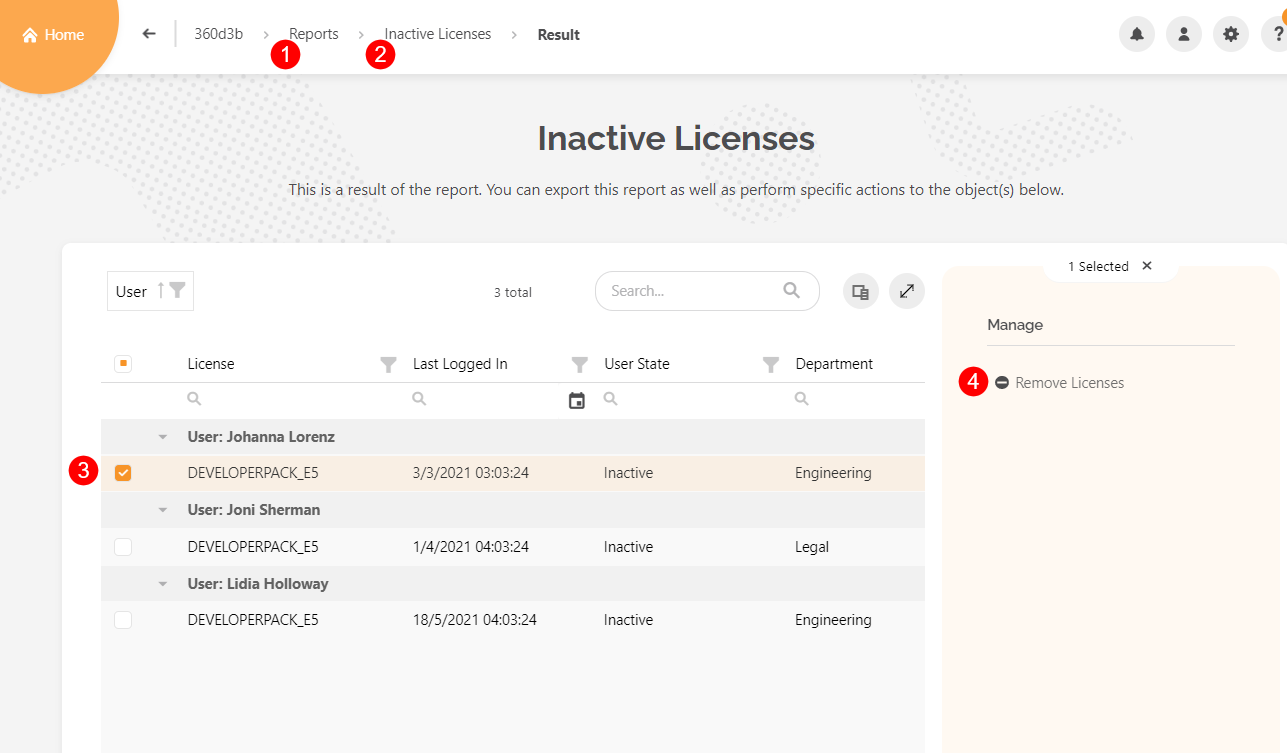 Home 360d3b Reports Inactive Licenses Result ?
1 2
Inactive Licenses
This is a result of the report. You can export this report as well as perform specific actions to the object(s) below.
1 Selected
User 3 total Search...
Manage
License Last Logged In User State Department
4 Remove Licenses
User: Johanna Lorenz
3 DEVELOPERPACK_E5 3/3/2021 03:03:24 Inactive Engineering
User: Joni Sherman
DEVELOPERPACK_E5 1/4/2021 04:03:24 Inactive Legal
User: Lidia Holloway
DEVELOPERPACK_E5 18/5/2021 04:03:24 Inactive Engineering